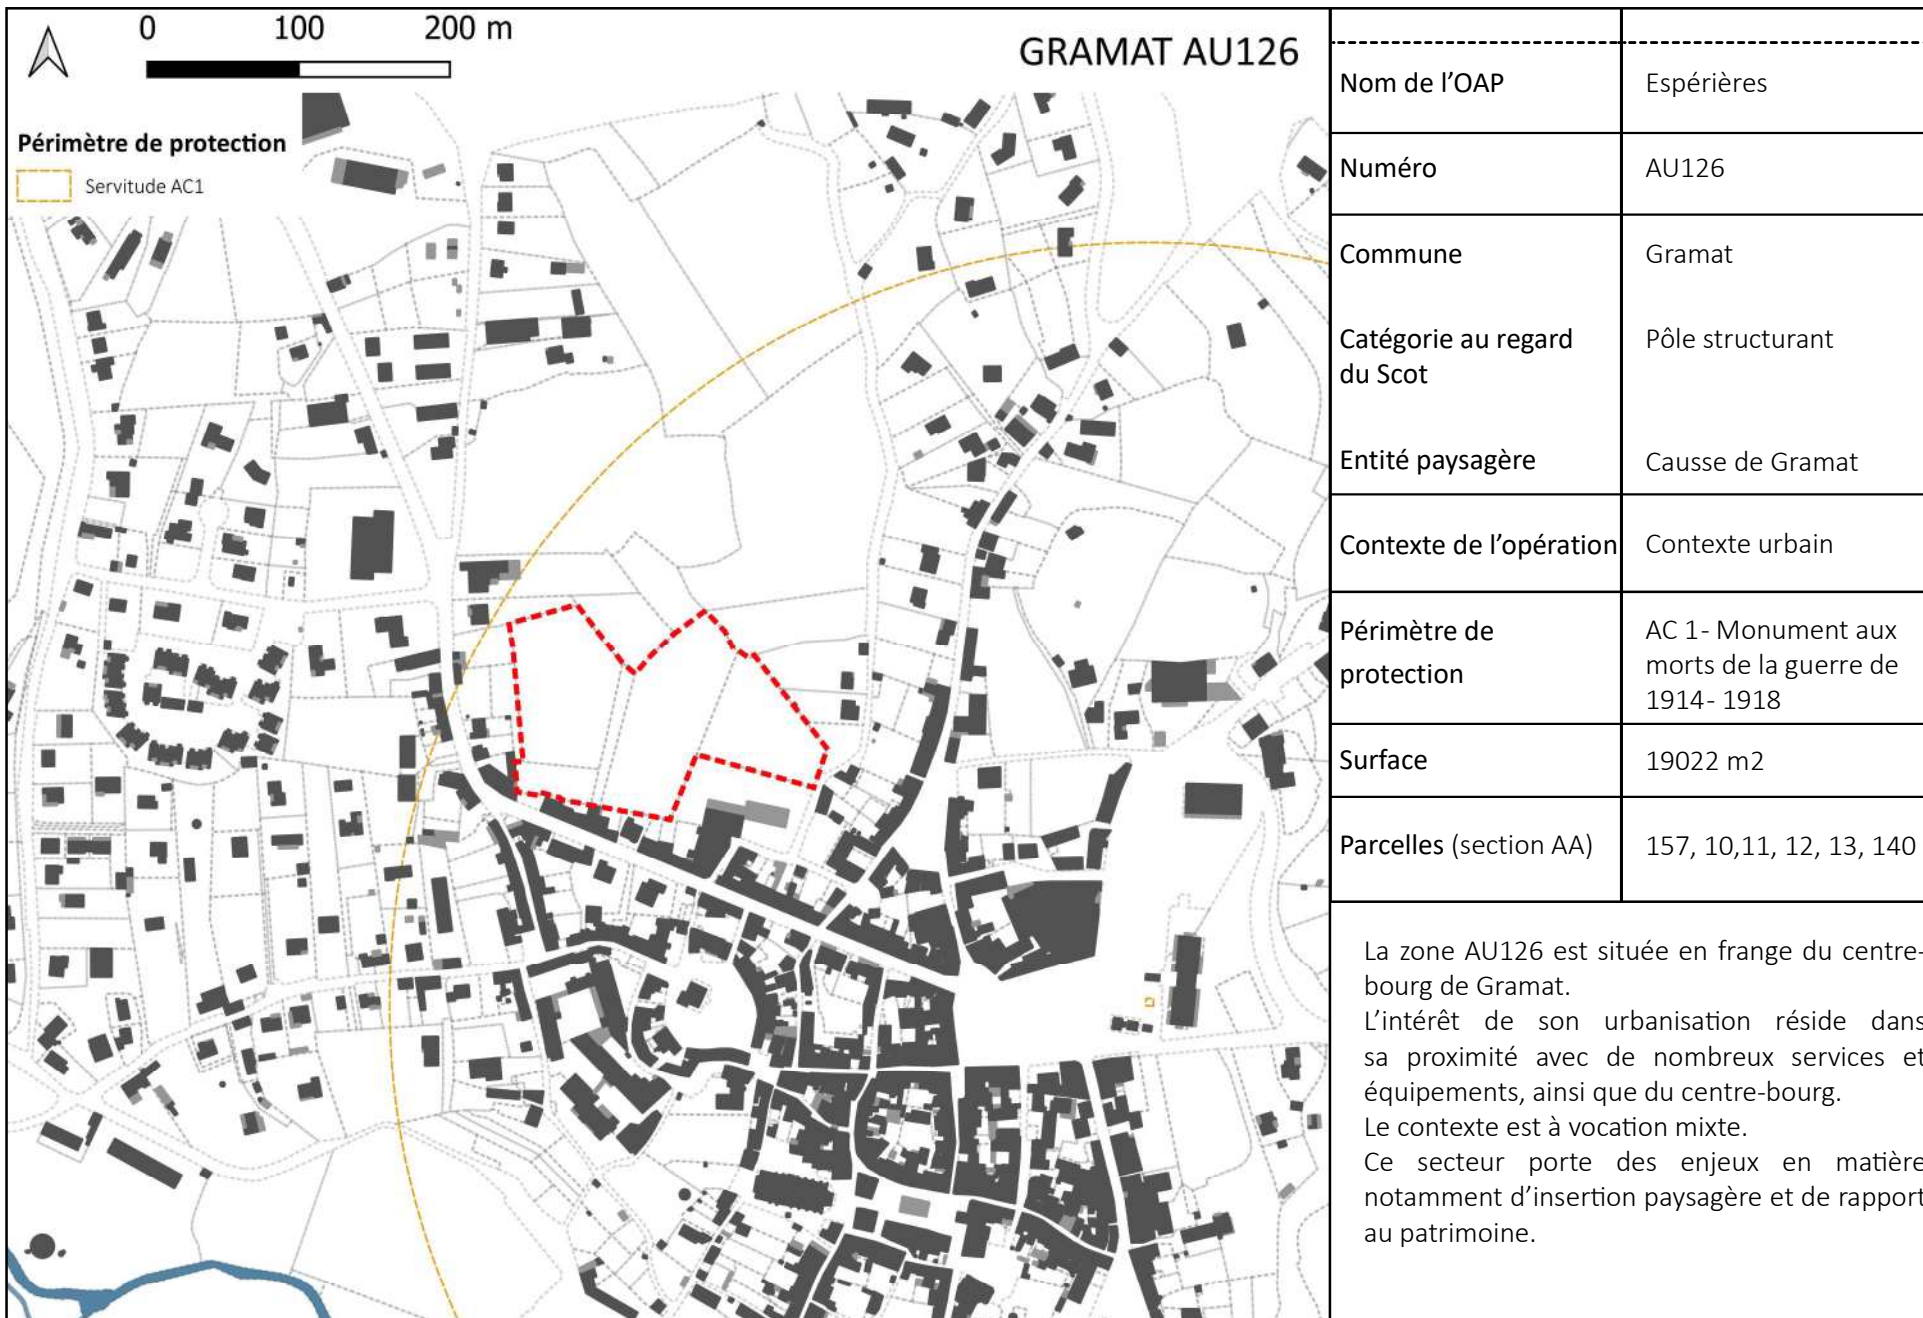 0 100 200 m
GRAMAT AU126
Périmètre de protection
Servitude AC1
Nom de l’OAP Espérières
Numéro AU126
Commune Gramat
Catégorie au regard Pôle structurant
du Scot
Entité paysagère Causse de Gramat
Contexte de l’opération Contexte urbain
Périmètre de AC 1- Monument aux
protection morts de la guerre de
1914- 1918
Surface 19022 m2
Parcelles (section AA) 157, 10,11, 12, 13, 140
La zone AU126 est située en frange du centre-
bourg de Gramat.
L’intérêt de son urbanisation réside dans
sa proximité avec de nombreux services et
équipements, ainsi que du centre-bourg.
Le contexte est à vocation mixte.
Ce secteur porte des enjeux en matière
notamment d’insertion paysagère et de rapport
au patrimoine.